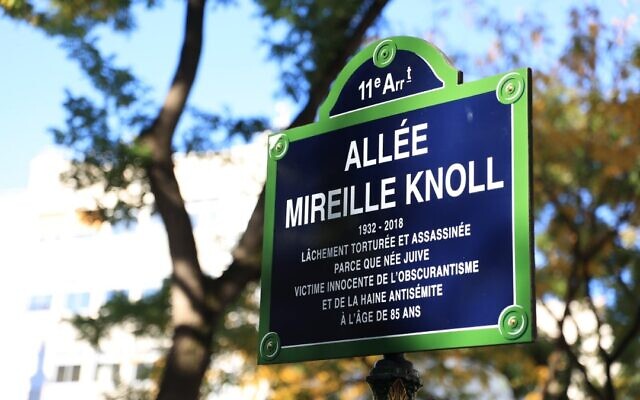 11e Arrt
ALLÉE
MIREILLE KNOLL
1932 - 2018
LÂCHEMENT TORTURÉE ET ASSASSINÉE
PARCE QUE NÉE JUIVE
VICTIME INNOCENTE DE L'OBSCURANTISME
ET DE LA HAINE ANTISÉMITE
À L'ÂGE DE 85 ANS